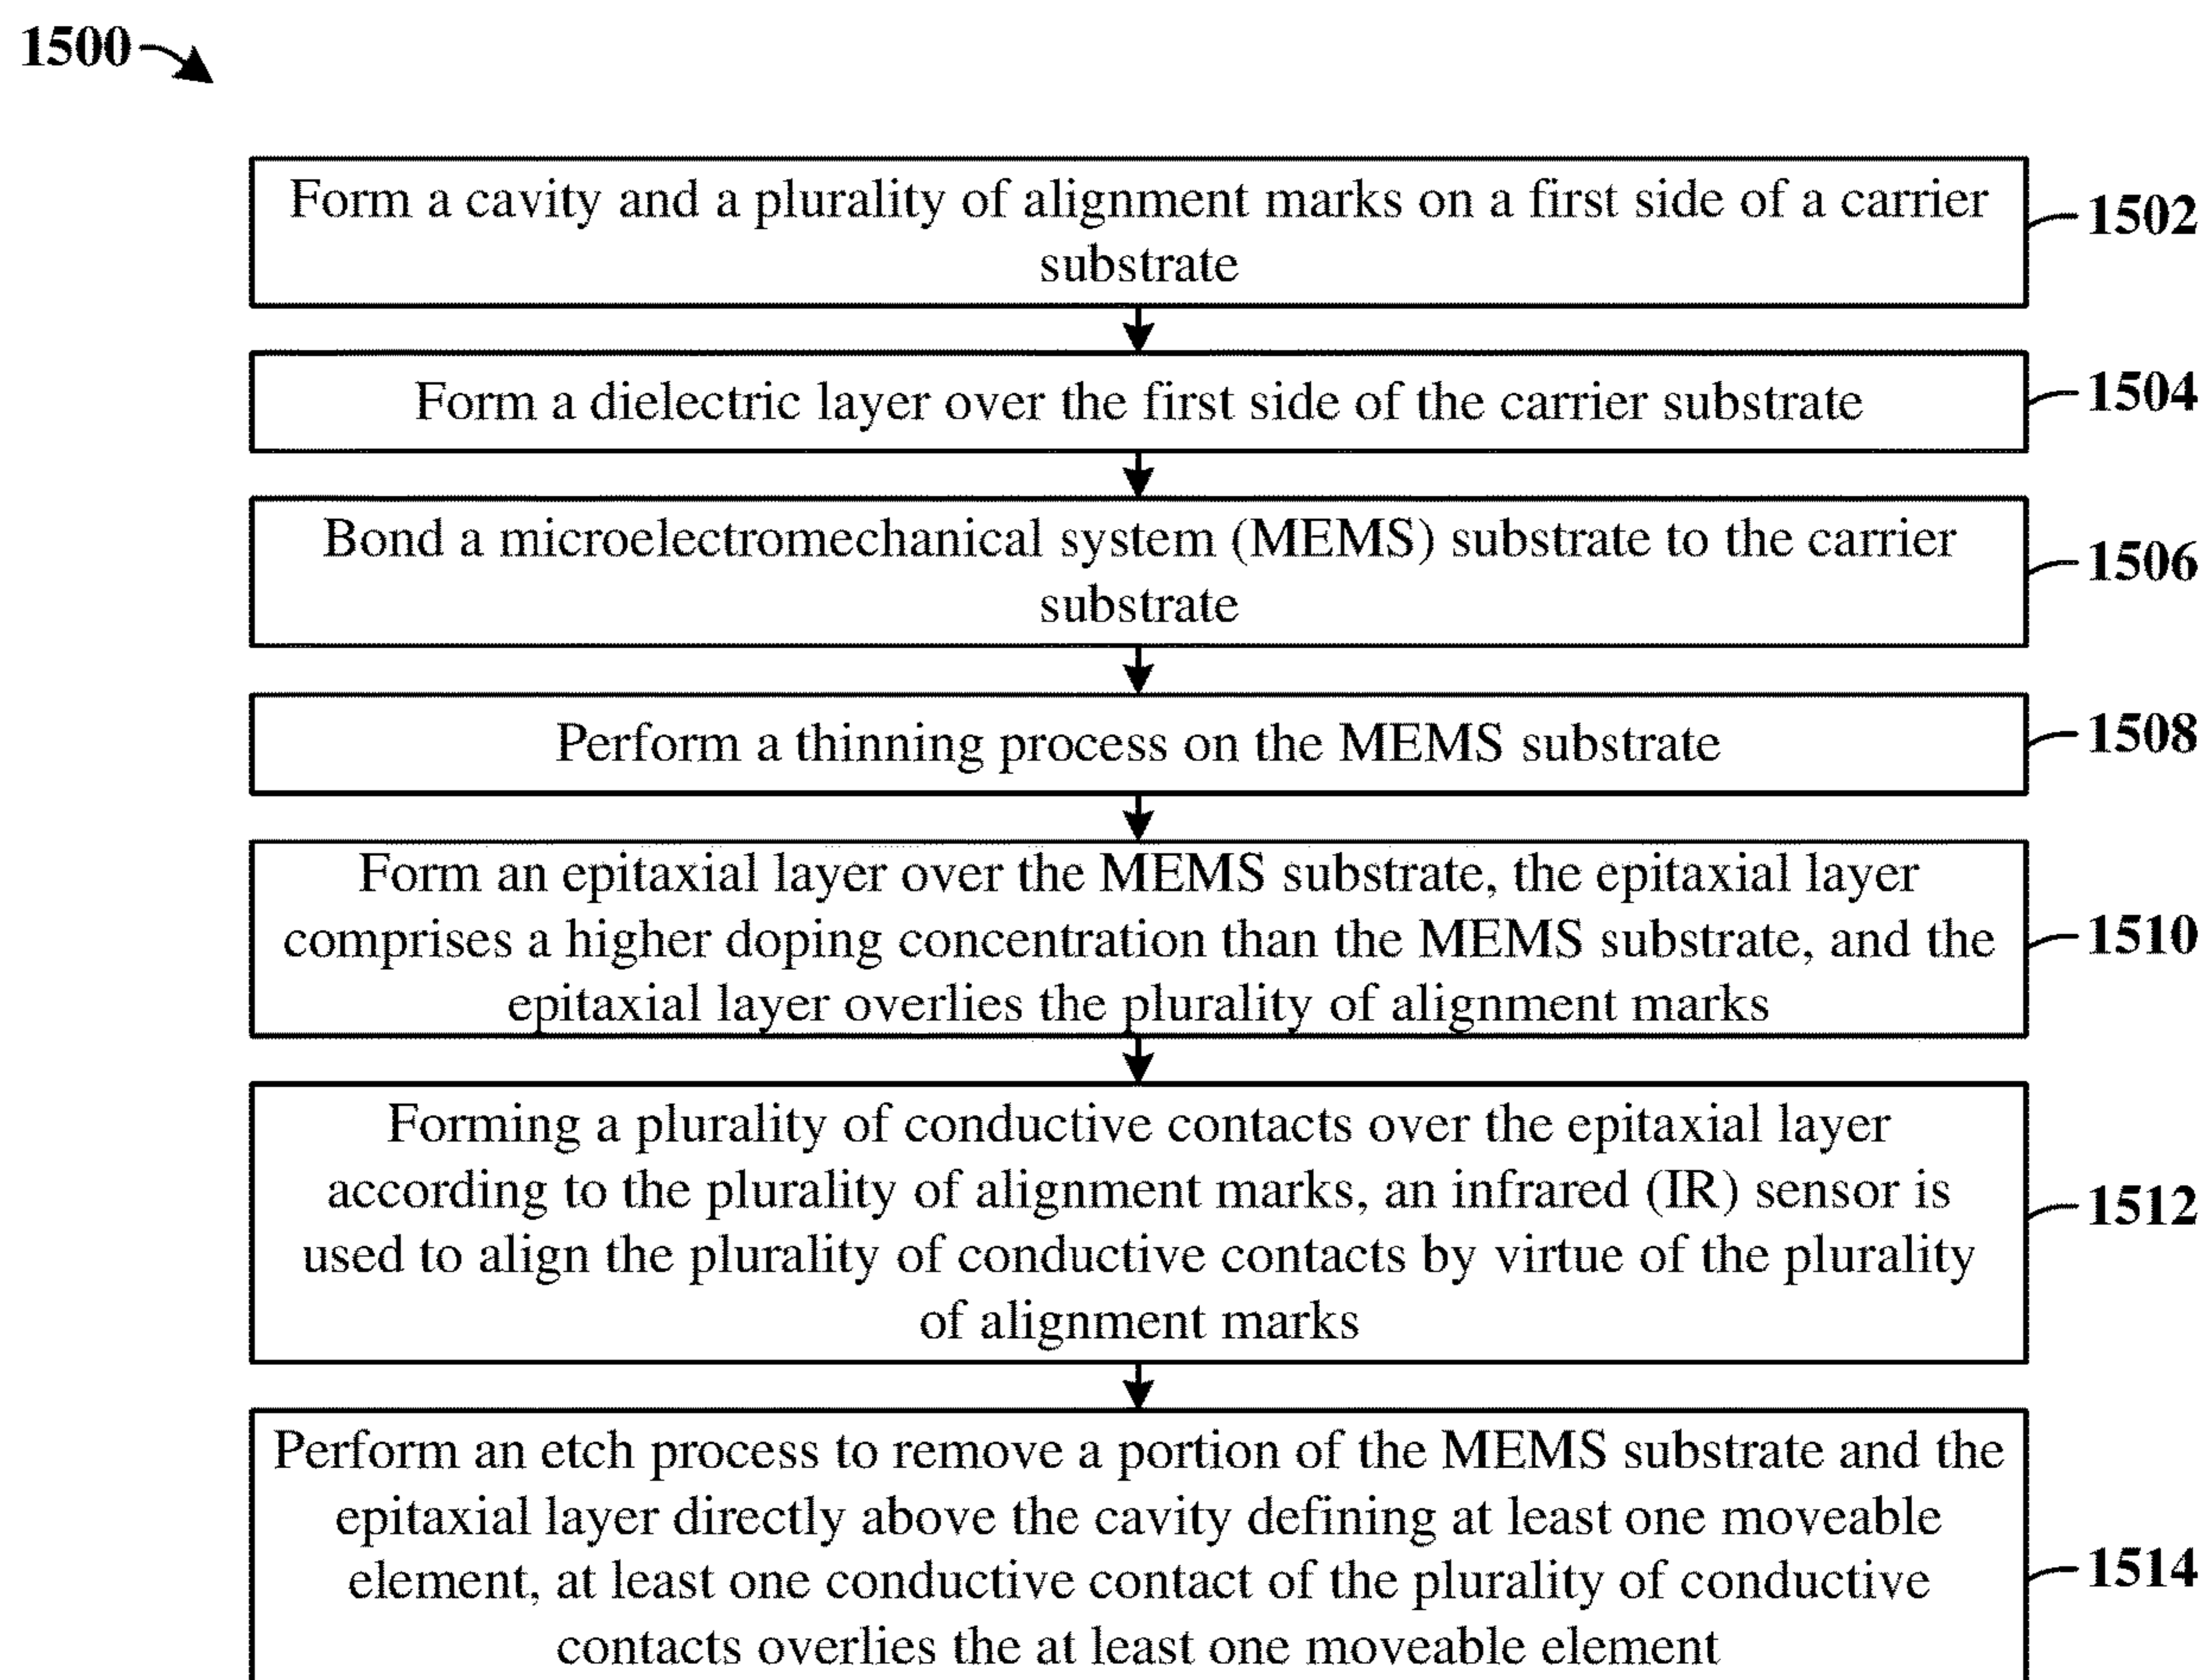 1500
Form a cavity and a plurality of alignment marks on a first side of a carrier
substrate
1502
Form a dielectric layer over the first side of the carrier substrate
1504
Bond a microelectromechanical system (MEMS) substrate to the carrier
substrate
1506
Perform a thinning process on the MEMS substrate
1508
Form an epitaxial layer over the MEMS substrate, the epitaxial layer
comprises a higher doping concentration than the MEMS substrate, and the
epitaxial layer overlies the plurality of alignment marks
1510
Forming a plurality of conductive contacts over the epitaxial layer
according to the plurality of alignment marks, an infrared (IR) sensor is
used to align the plurality of conductive contacts by virtue of the plurality
of alignment marks
1512
Perform an etch process to remove a portion of the MEMS substrate and the
epitaxial layer directly above the cavity defining at least one moveable
element, at least one conductive contact of the plurality of conductive
contacts overlies the at least one moveable element
1514